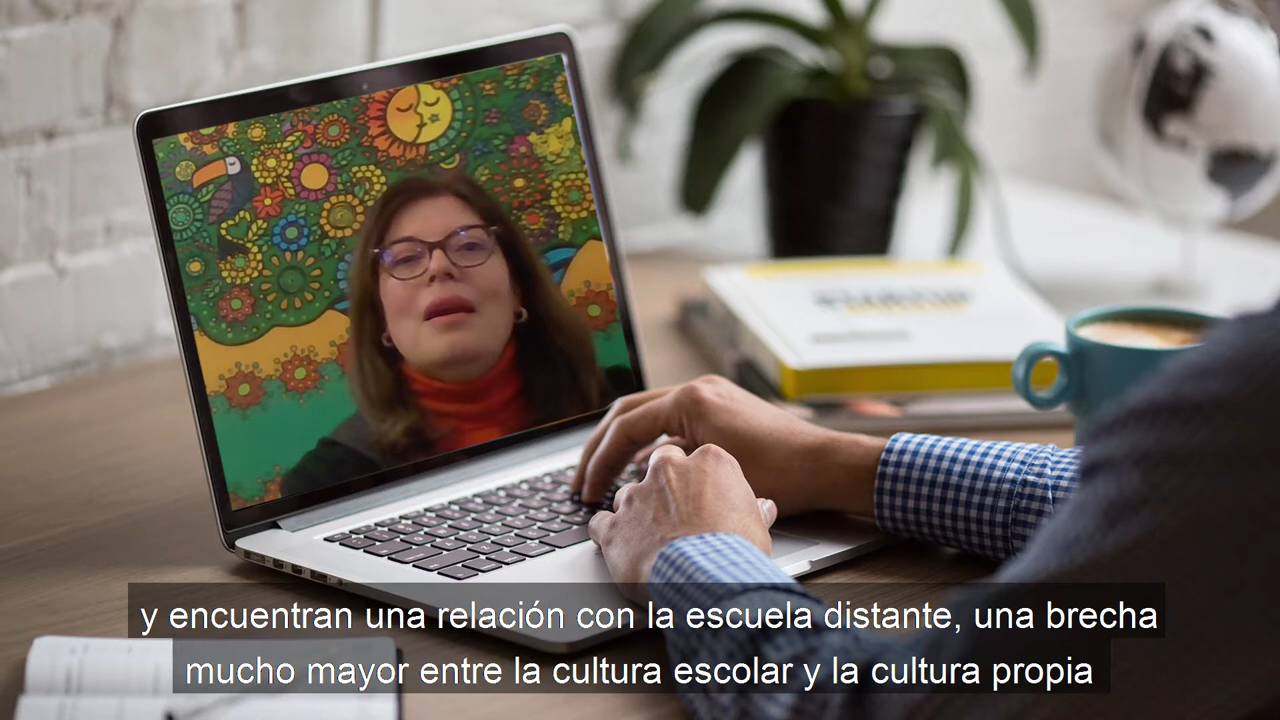 y encuentran una relación con la escuela distante, una brecha
mucho mayor entre la cultura escolar y la cultura propia